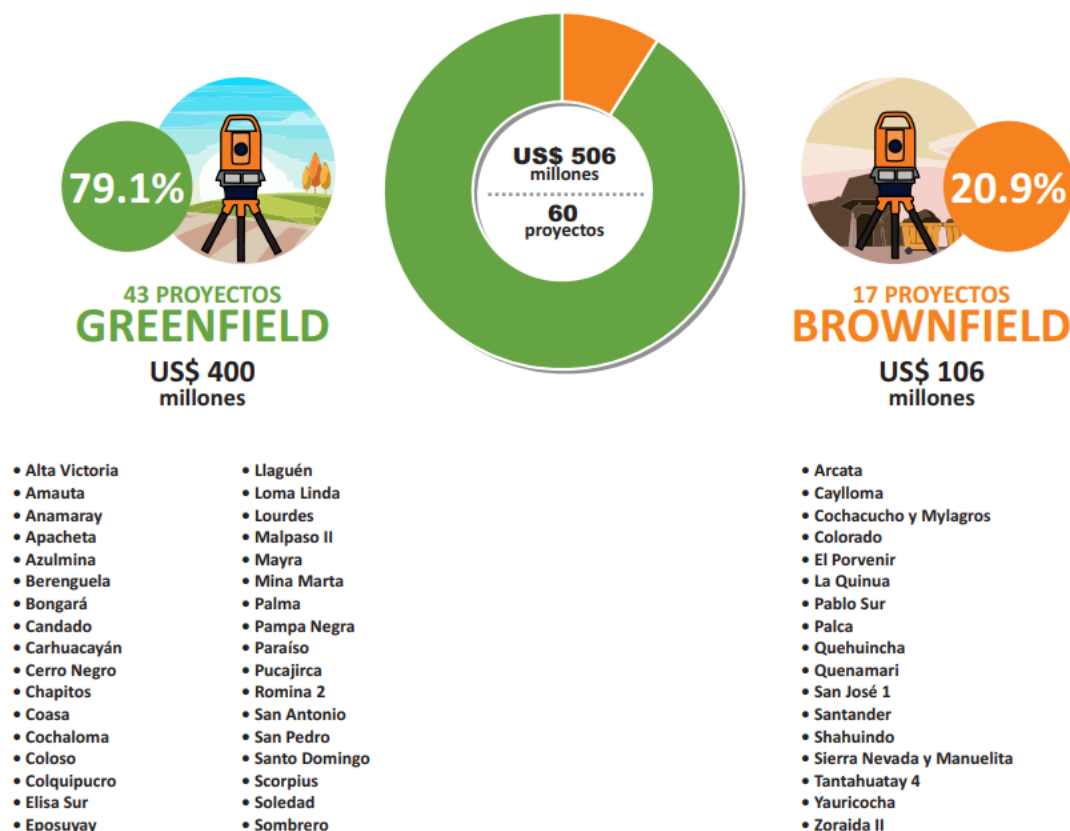 79.1%
43 PROYECTOS
GREENFIELD
US$ 400
millones
US$ 506
millones
60
proyectos
20.9%
17 PROYECTOS
BROWNFIELD
US$ 106
millones
• Alta Victoria
• Amauta
• Anamaray
• Apacheta
• Azulmina
• Berenguela
• Bongará
• Candado
• Carhuacayán
• Cerro Negro
• Chapitos
• Coasa
• Cochaloma
• Coloso
• Colquipucro
• Elisa Sur
• Eposuyay
• Llaguén
• Loma Linda
• Lourdes
• Malpaso II
• Mayra
• Mina Marta
• Palma
• Pampa Negra
• Paraíso
• Pucajirca
• Romina 2
• San Antonio
• San Pedro
• Santo Domingo
• Scorpius
• Soledad
• Sombrero
• Arcata
• Caylloma
• Cochacucho y Mylagros
• Colorado
• El Porvenir
• La Quinua
• Pablo Sur
• Palca
• Quehuincha
• Quenamari
• San José 1
• Santander
• Shahuindo
• Sierra Nevada y Manuelita
• Tantahuatay 4
• Yauricocha
• Zoraida II